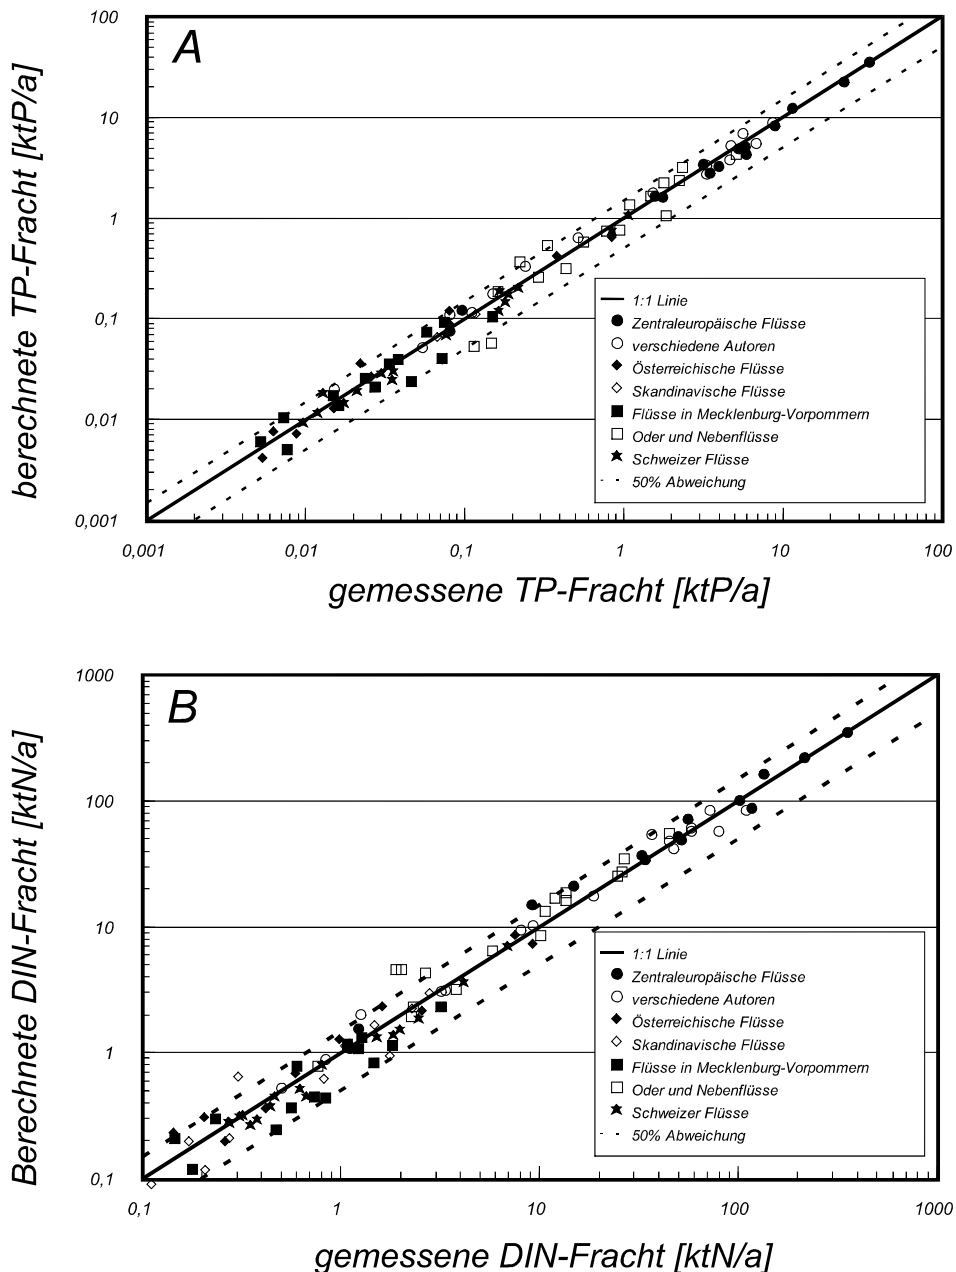 A
berechnete TP-Fracht [ktP/a]
100
10
1
0,1
0,01
0,001
1:1 Linie
Zentraleuropäische Flüsse
verschiedene Autoren
Österreichische Flüsse
Skandinavische Flüsse
Flüsse in Mecklenburg-Vorpommern
Oder und Nebenflüsse
Schweizer Flüsse
50% Abweichung
0,001 0,01 0,1 1 10 100
gemessene TP-Fracht [ktP/a]
B
Berechnete DIN-Fracht [ktN/a]
1000
100
10
1
0,1
1:1 Linie
Zentraleuropäische Flüsse
verschiedene Autoren
Österreichische Flüsse
Skandinavische Flüsse
Flüsse in Mecklenburg-Vorpommern
Oder und Nebenflüsse
Schweizer Flüsse
50% Abweichung
0,1 1 10 100 1000
gemessene DIN-Fracht [ktN/a]